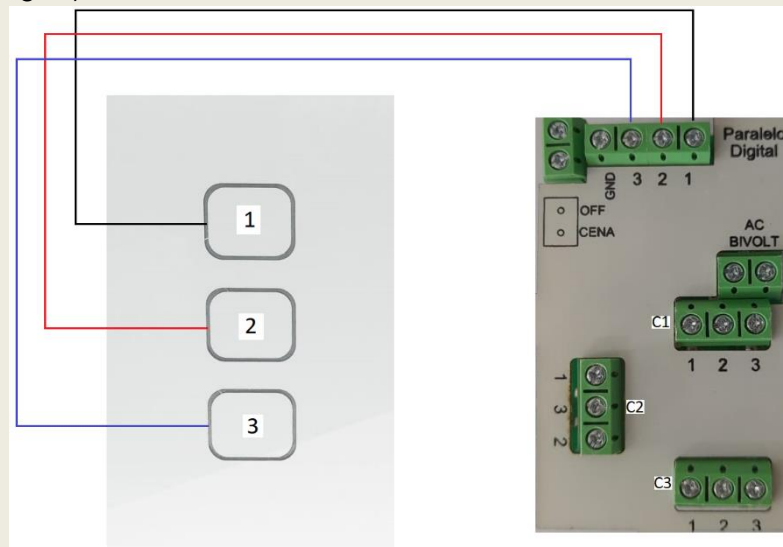 1
2
3
Paralelo
Digital
GND 3 2 1
OFF
CENA
AC
BIVOLT
C1
1 2 3
1
3
2
C2
C3
1 2 3